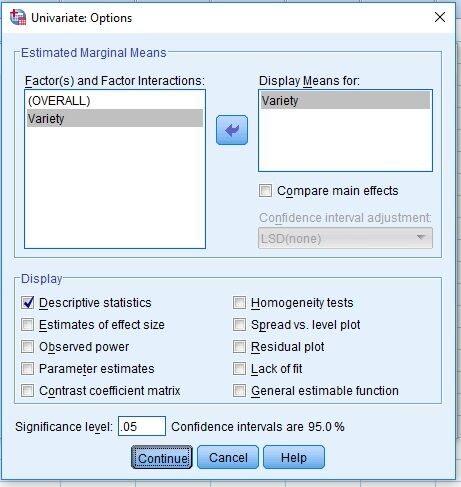 Univariate: Options
Estimated Marginal Means
Factor(s) and Factor Interactions:
(OVERALL)
Variety
Display Means for:
Variety
Compare main effects
Confidence interval adjustment:
LSD(none)
Display
Descriptive statistics
Estimates of effect size
Observed power
Parameter estimates
Contrast coefficient matrix
Homogeneity tests
Spread vs. level plot
Residual plot
Lack of fit
General estimable function
Significance level: .05 Confidence intervals are 95.0 %
Continue Cancel Help